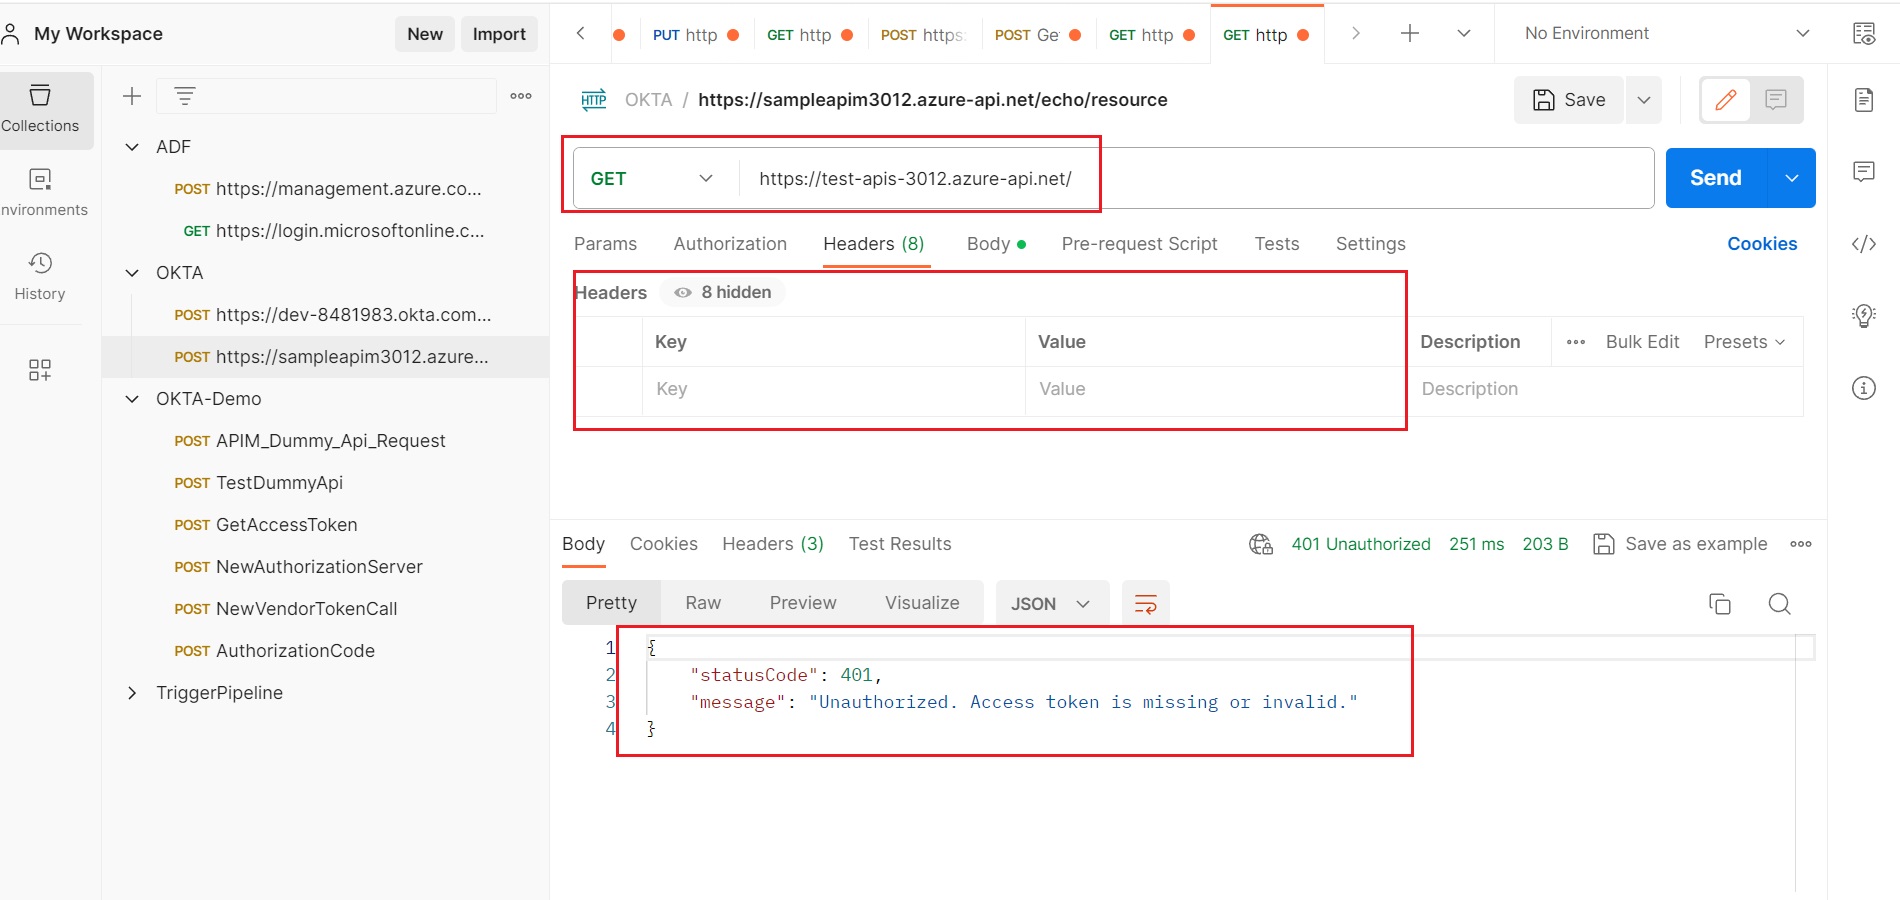 My Workspace
New
Import
PUT http
GET http
POST https:
POST Ge
GET http
GET http
No Environment
Collections
nvironments
History
ADF
POST https://management.azure.co...
GET https://login.microsoftonline.c...
OKTA
POST https://dev-8481983.okta.com...
POST https://sampleapim3012.azure...
OKTA-Demo
POST APIM_Dummy_Api_Request
POST TestDummyApi
POST GetAccessToken
POST NewAuthorizationServer
POST NewVendorTokenCall
POST AuthorizationCode
TriggerPipeline
HTTP OKTA / https://sampleapim3012.azure-api.net/echo/resource
Save
GET https://test-apis-3012.azure-api.net/
Send
Params Authorization Headers (8) Body Pre-request Script Tests Settings Cookies
Headers 8 hidden
Key Value Description Bulk Edit Presets
Key Value Description
Body Cookies Headers (3) Test Results 401 Unauthorized 251 ms 203 B Save as example
Pretty Raw Preview Visualize JSON
1 {
2 "statusCode": 401,
3 "message": "Unauthorized. Access token is missing or invalid."
4 }